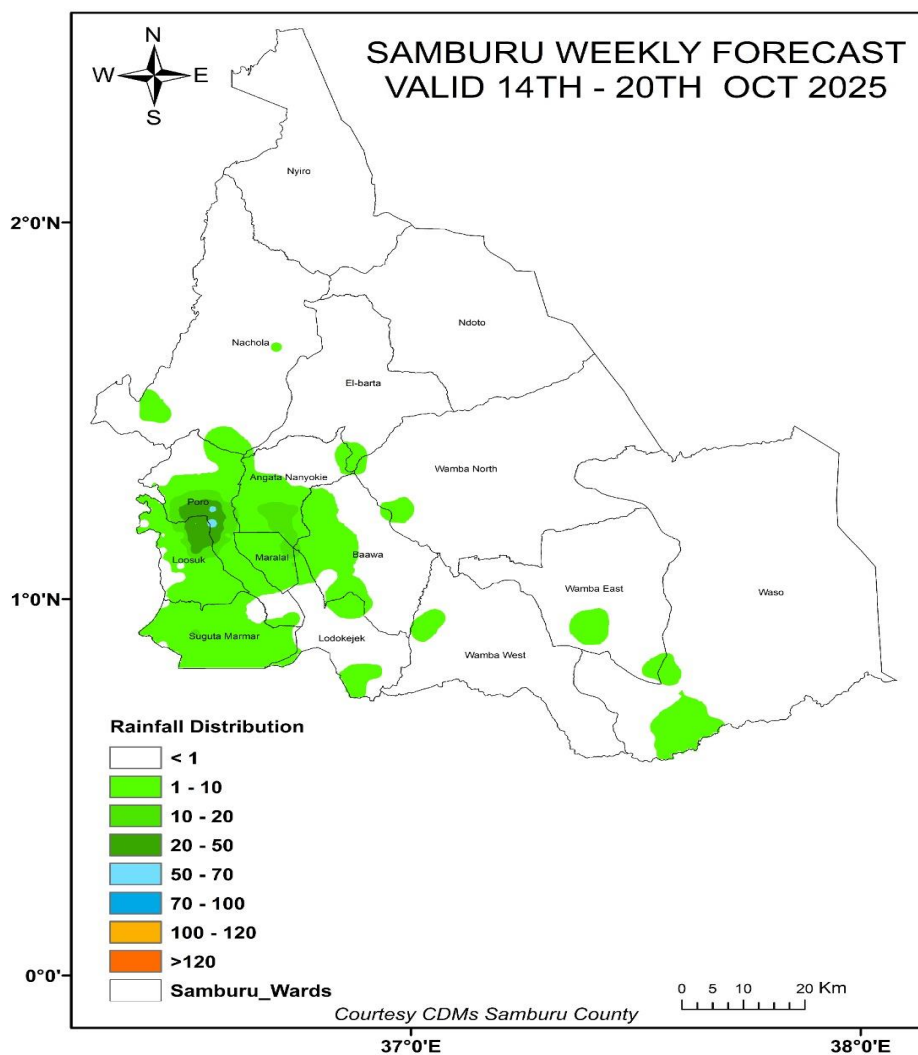 N
W E
S
SAMBURU WEEKLY FORECAST
VALID 14TH - 20TH OCT 2025
Nyiro
2°0'N
Ndoto
Nachola
El-barta
Wamba North
Angata Nanyokie
Poro
Baawa
Maralal
Loosuk
Wamba East
Waso
1°0'N
Suguta Marmar
Lodokejek
Wamba West
Rainfall Distribution
< 1
1 - 10
10 - 20
20 - 50
50 - 70
70 - 100
100 - 120
>120
Samburu_Wards
0°0'
0 5 10 20 Km
Courtesy CDMs Samburu County
37°0'E
38°0'E